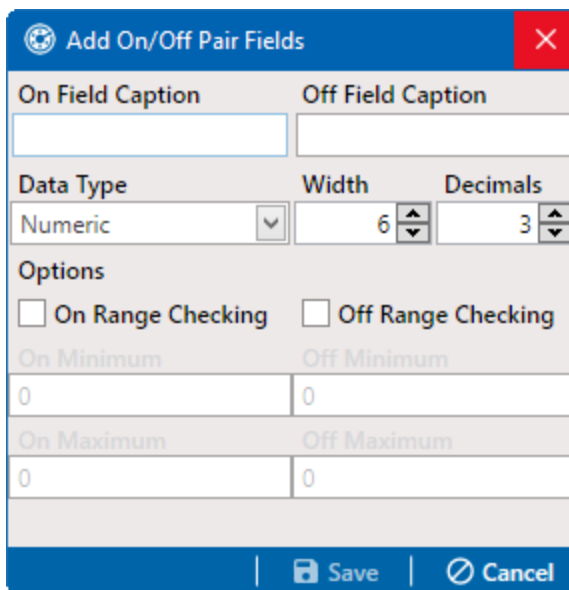 Add On/Off Pair Fields
On Field Caption Off Field Caption
Data Type Width Decimals
Numeric 6 3
Options
On Range Checking Off Range Checking
On Minimum Off Minimum
0 0
On Maximum Off Maximum
0 0
Save Cancel